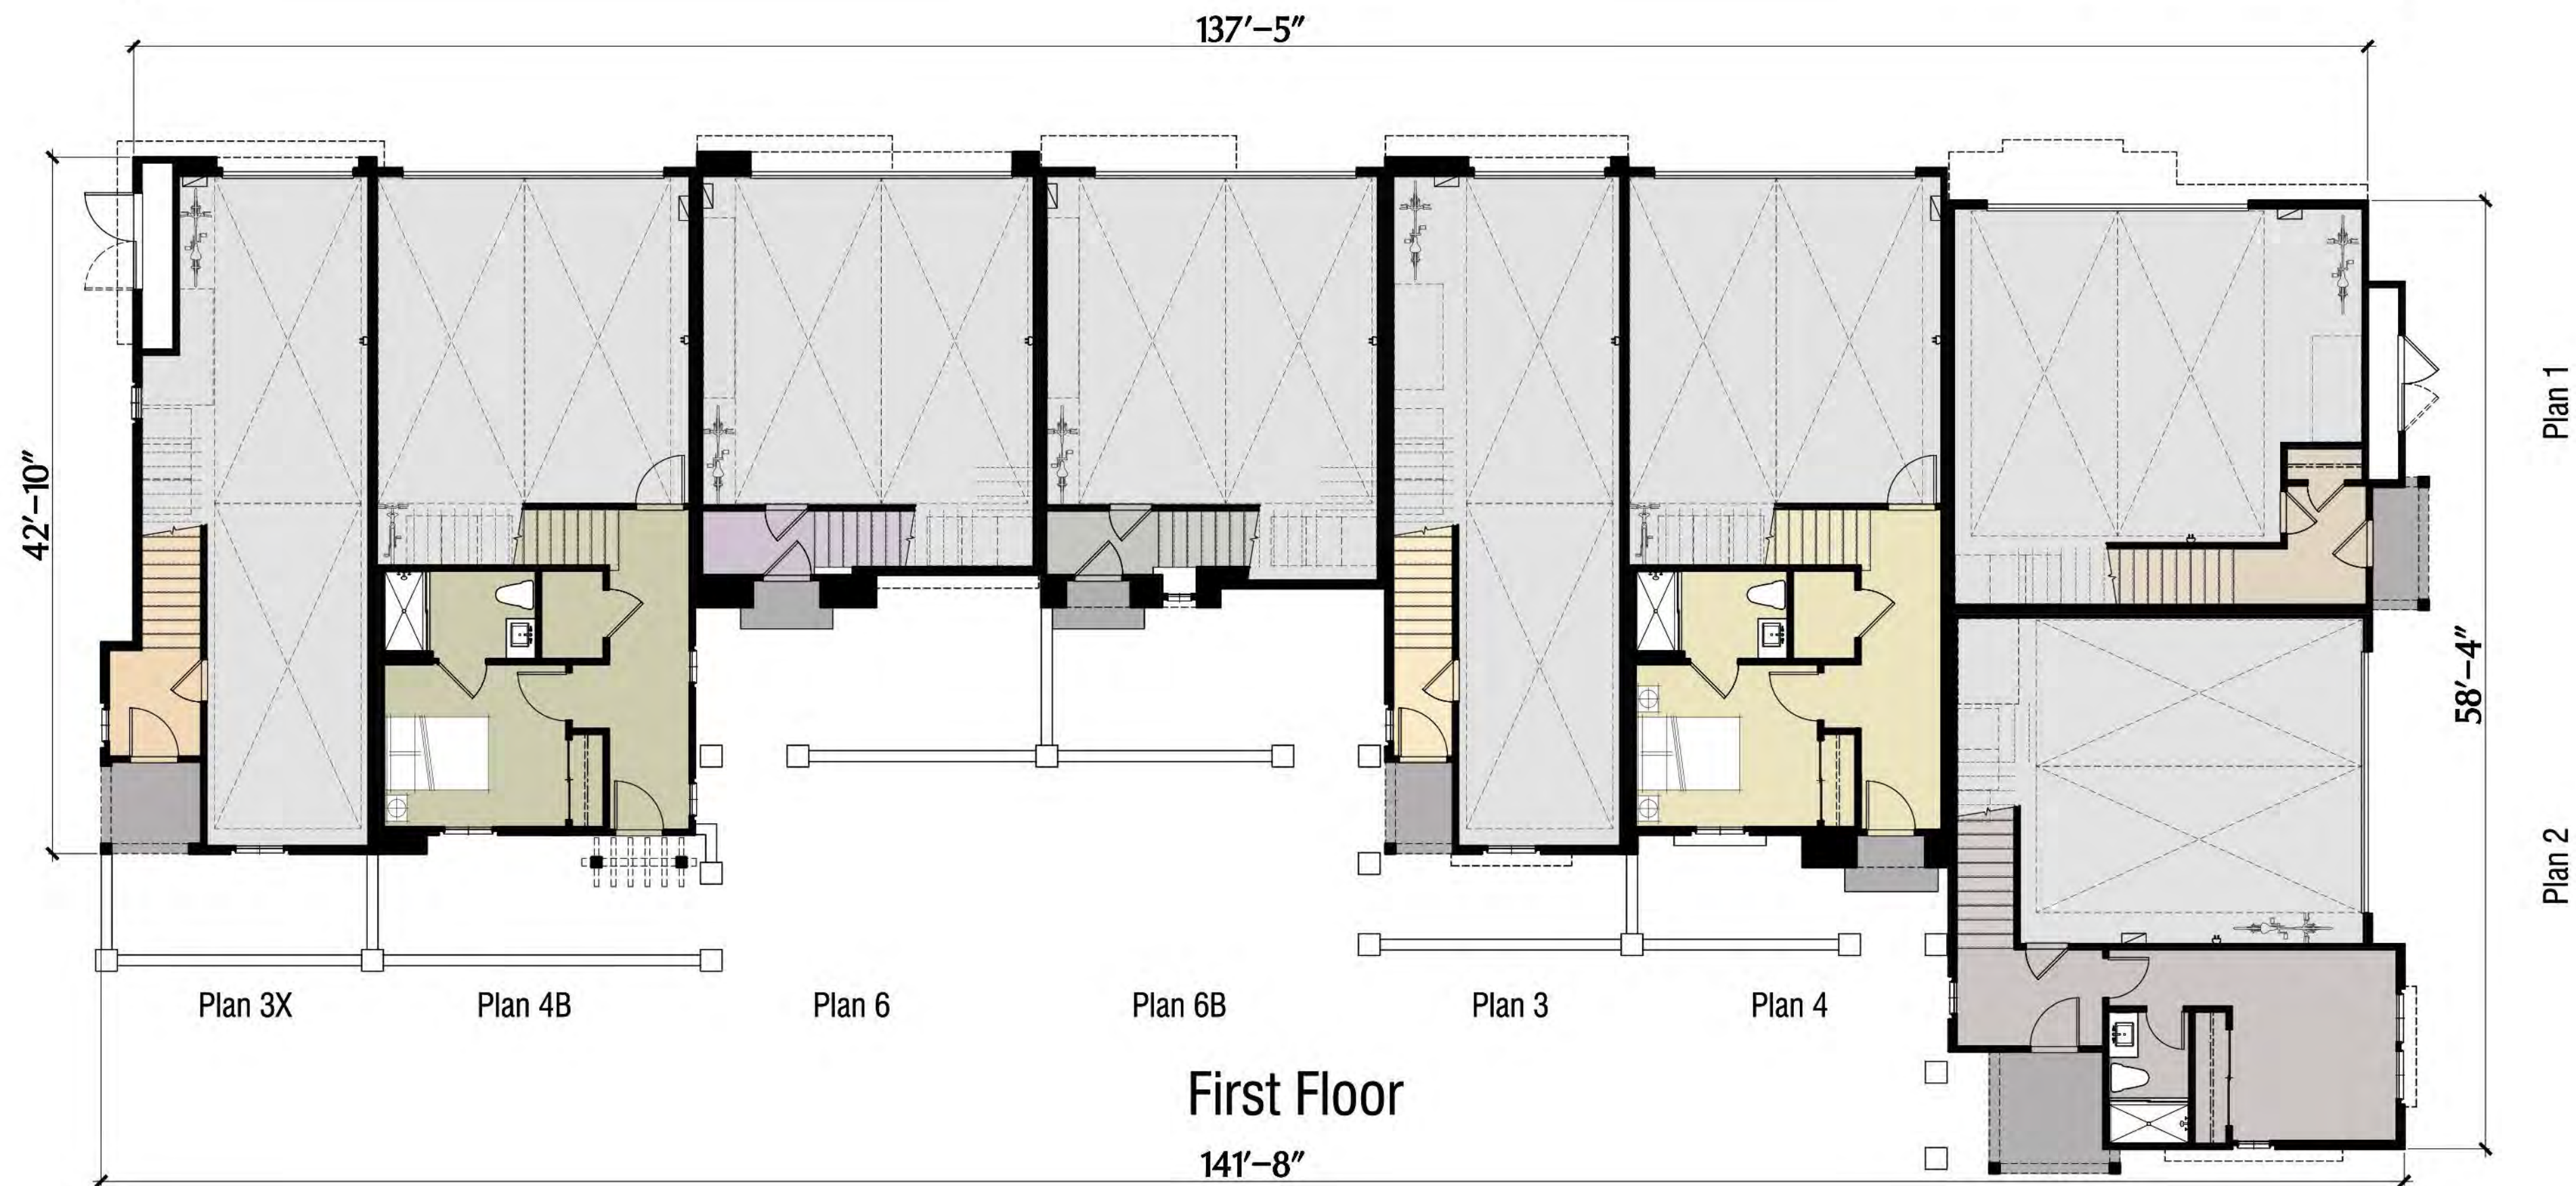 137′–5″
42′–10″
Plan 1
58′–4″
Plan 2
Plan 3X
Plan 4B
Plan 6
Plan 6B
Plan 3
Plan 4
First Floor
141′–8″